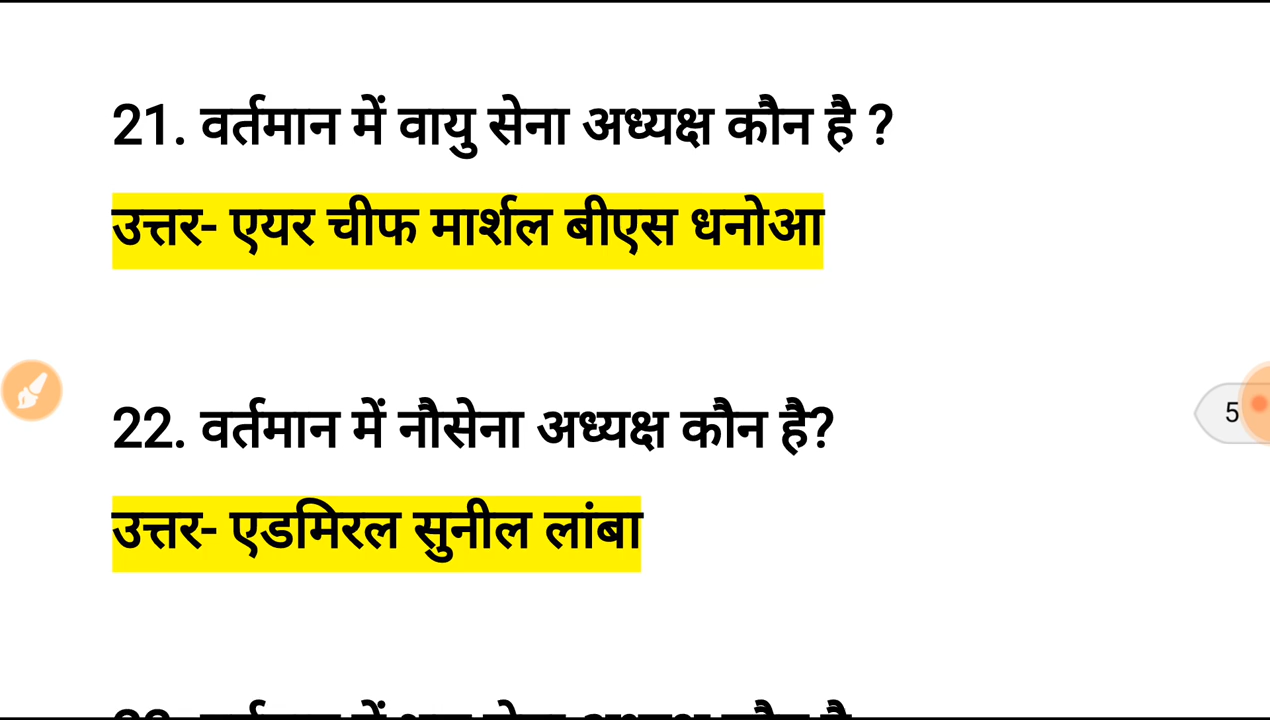 21. वर्तमान में वायु सेना अध्यक्ष कौन है ?
उत्तर- एयर चीफ मार्शल बीएस धनोआ
22. वर्तमान में नौसेना अध्यक्ष कौन है?
5
उत्तर- एडमिरल सुनील लांबा